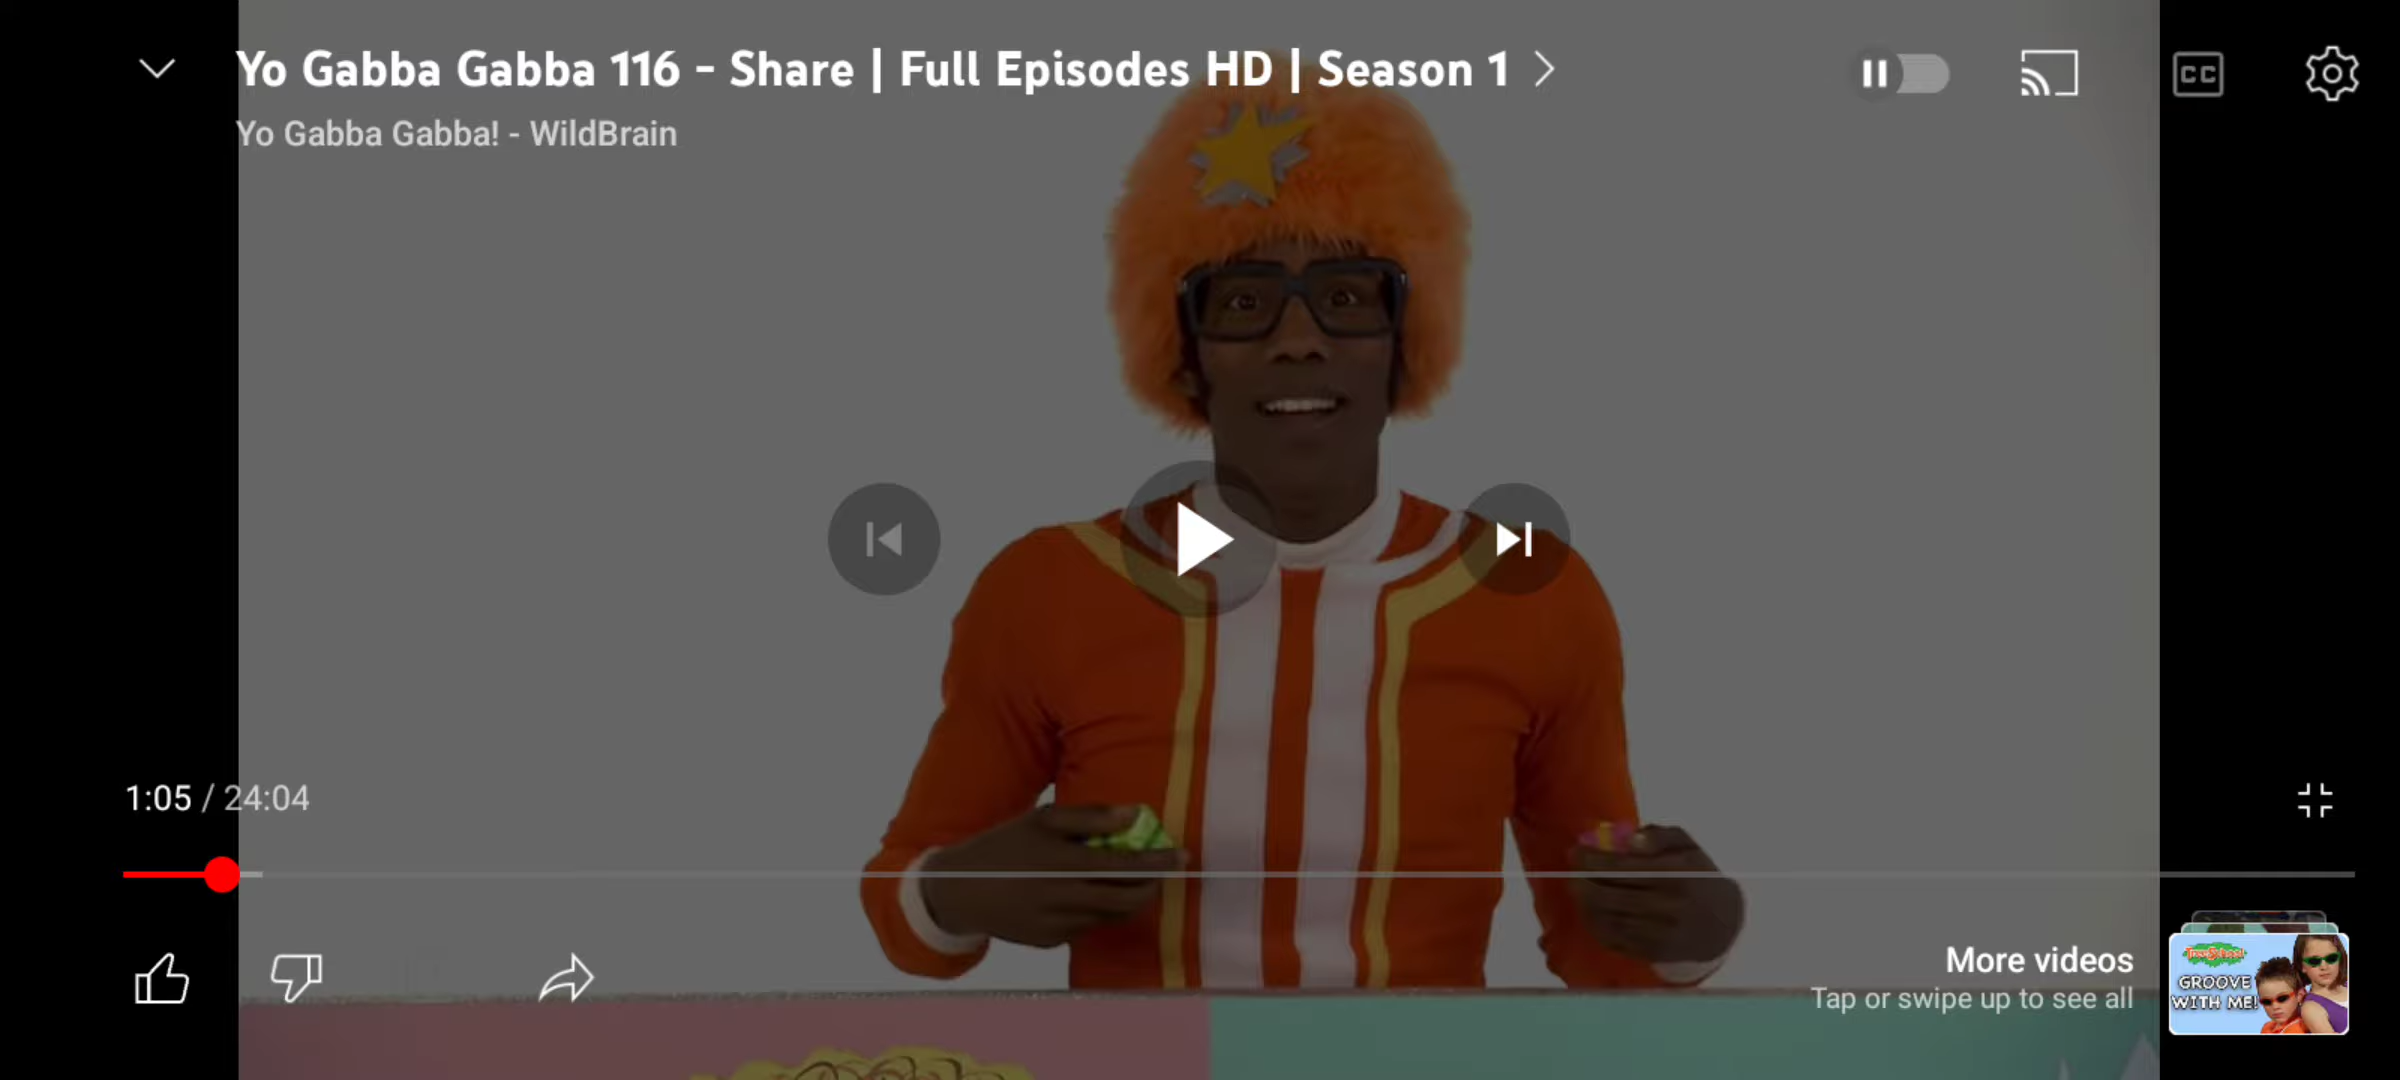 Yo Gabba Gabba 116 - Share | Full Episodes HD | Season 1
Yo Gabba Gabba! - WildBrain
CC
1:05 / 24:04
More videos
Tap or swipe up to see all
GROOVE
WITH ME!